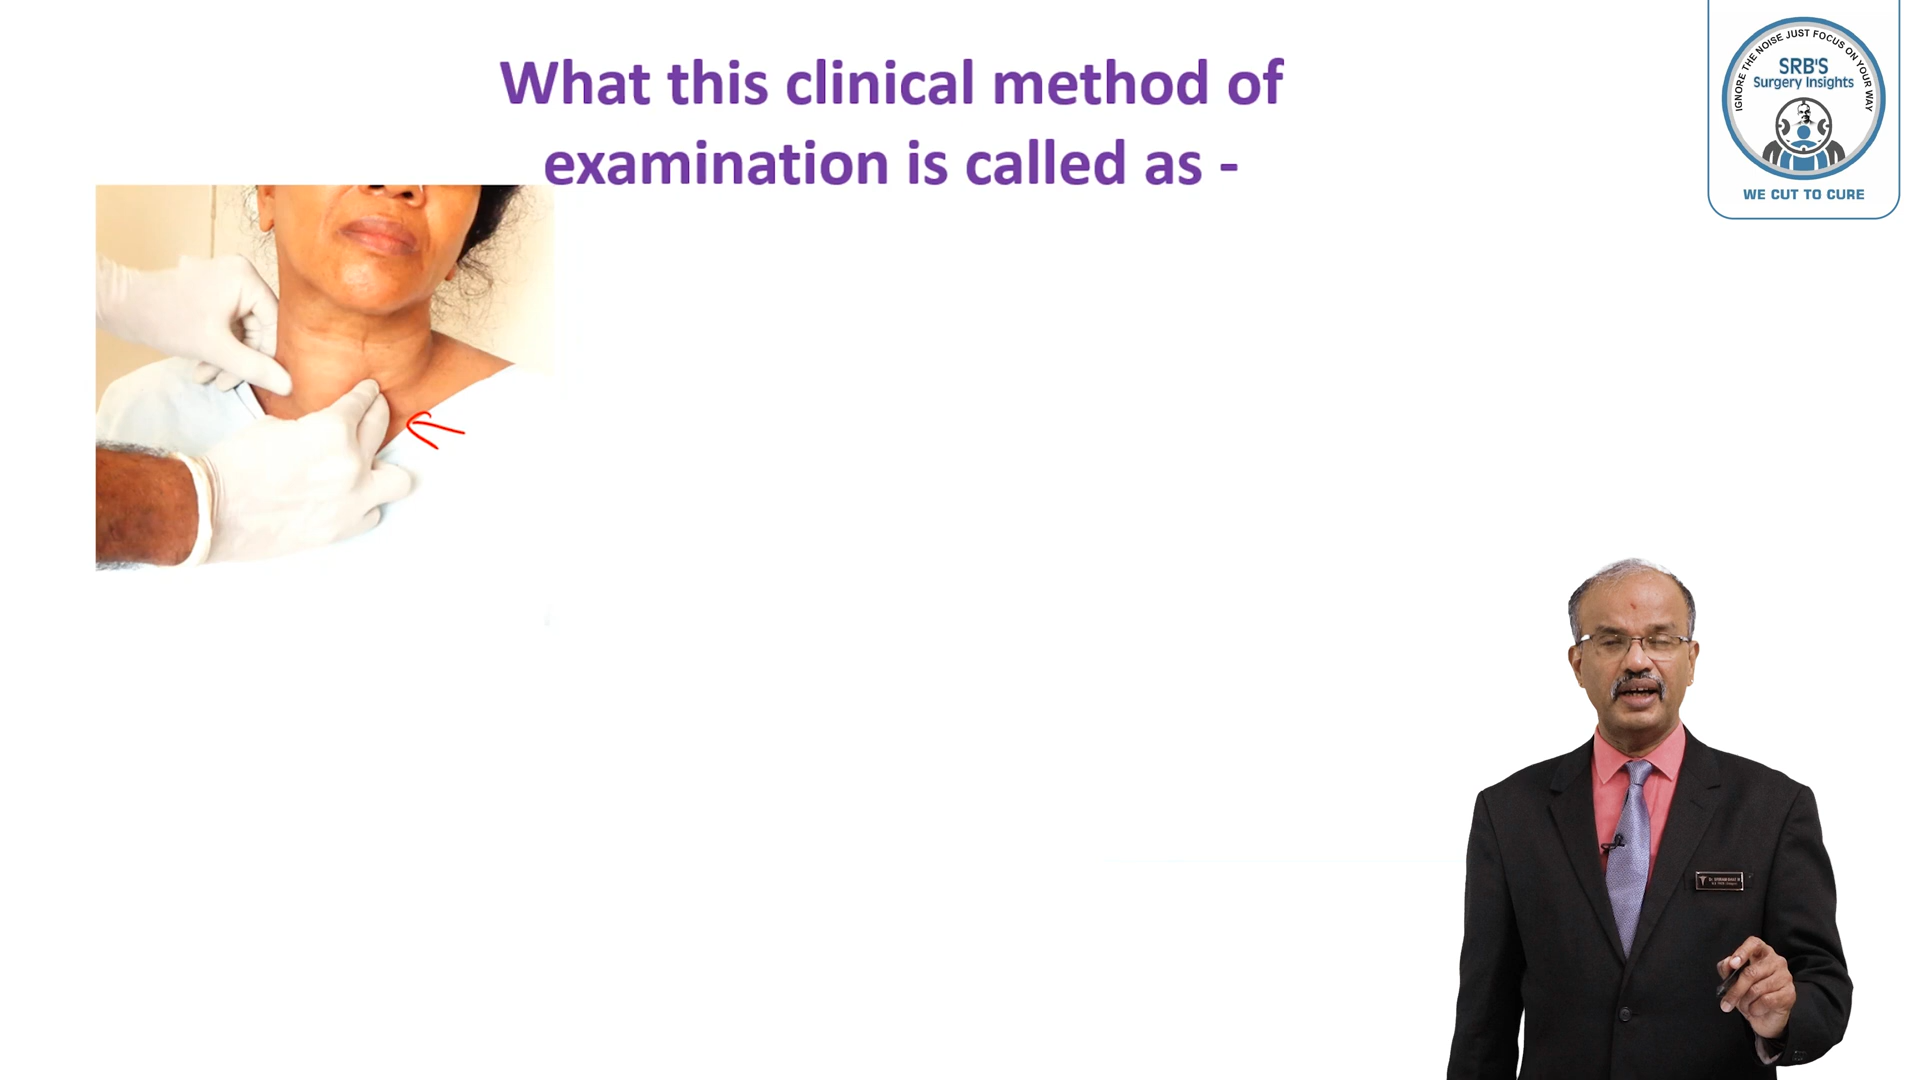 What this clinical method of
examination is called as -
IGNORE THE NOISE JUST FOCUS ON YOUR WAY
SRB'S
Surgery Insights
WE CUT TO CURE